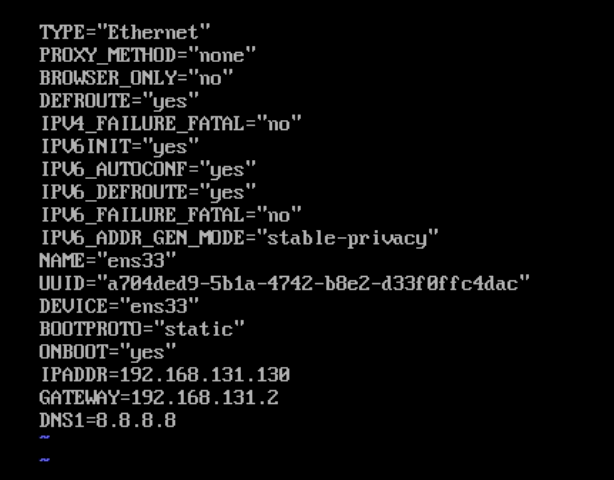 TYPE="Ethernet"
PROXY_METHOD="none"
BROWSER_ONLY="no"
DEFROUTE="yes"
IPV4_FAILURE_FATAL="no"
IPV6INIT="yes"
IPV6_AUTOCONF="yes"
IPV6_DEFROUTE="yes"
IPV6_FAILURE_FATAL="no"
IPV6_ADDR_GEN_MODE="stable-privacy"
NAME="ens33"
UUID="a704ded9-5b1a-4742-b8e2-d33f0ffc4dac"
DEVICE="ens33"
BOOTPROTO="static"
ONBOOT="yes"
IPADDR=192.168.131.130
GATEWAY=192.168.131.2
DNS1=8.8.8.8
~
~